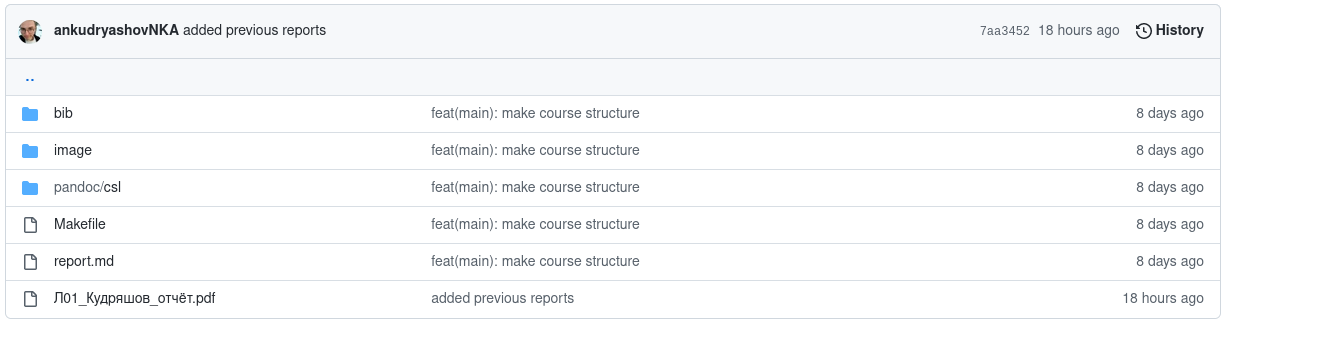 ankudryashovNKA added previous reports 7aa3452 18 hours ago History
..
bib feat(main): make course structure 8 days ago
image feat(main): make course structure 8 days ago
pandoc/csl feat(main): make course structure 8 days ago
Makefile feat(main): make course structure 8 days ago
report.md feat(main): make course structure 8 days ago
Л01_Кудряшов_отчёт.pdf added previous reports 18 hours ago